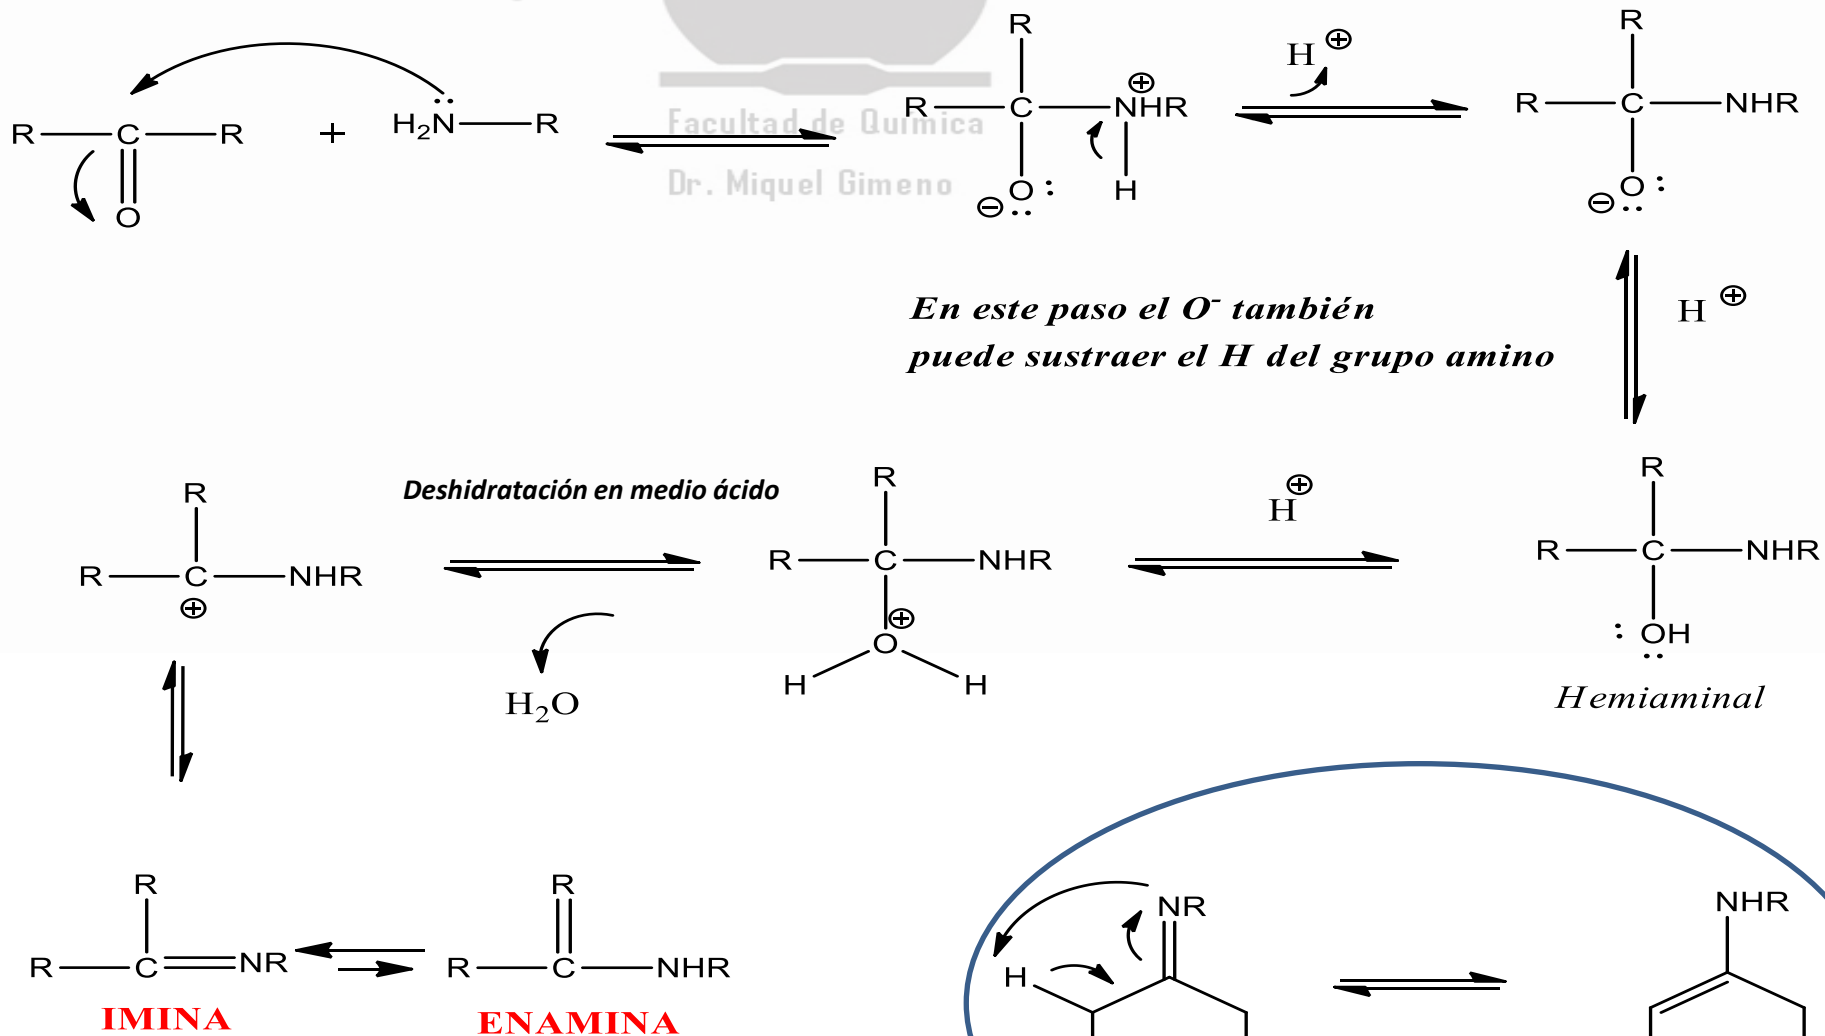 R C R
O
+
H₂N R
Facultad de Química
Dr. Miquel Gimeno
R
R C NHR
⊕
O H
⊖
H ⊕
R
R C NHR
O
⊖
En este paso el O⁻ también
puede sustraer el H del grupo amino
H ⊕
R
R C NHR
⊕
Deshidratación en medio ácido
H₂O
R
R C NHR
O ⊕
H H
H ⊕
R
R C NHR
: OH
Hemiaminal
R
R C NR
IMINA
R
R C NHR
ENAMINA
NR
H
NHR